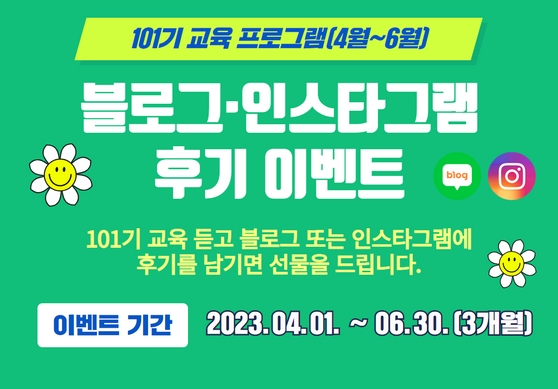 101기 교육 프로그램(4월~6월)
블로그·인스타그램
후기 이벤트
blog
101기 교육 듣고 블로그 또는 인스타그램에
후기를 남기면 선물을 드립니다.
이벤트 기간 2023.04.01. ~ 06.30.(3개월)